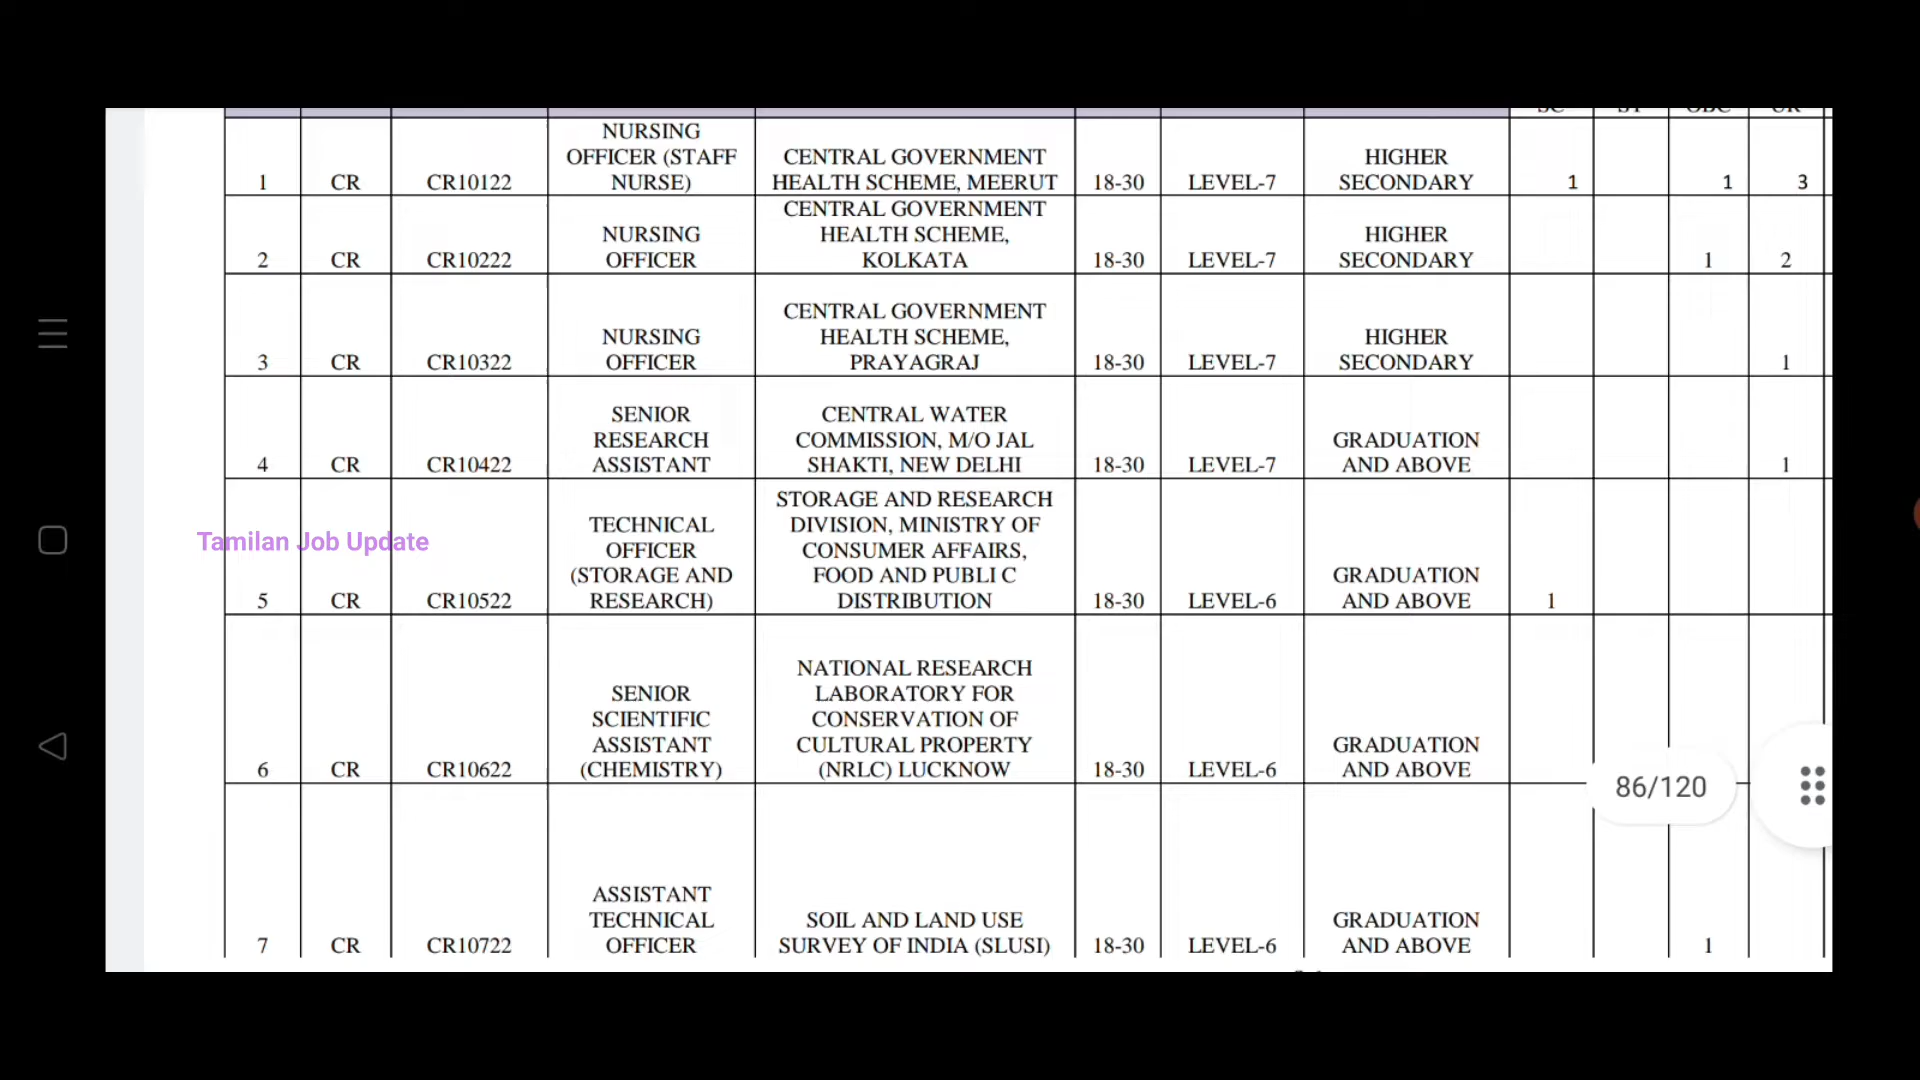 SC ST OBC UR
NURSING
OFFICER (STAFF CENTRAL GOVERNMENT HIGHER
1 CR CR10122 NURSE) HEALTH SCHEME, MEERUT 18-30 LEVEL-7 SECONDARY 1 1 3
CENTRAL GOVERNMENT
NURSING HEALTH SCHEME, HIGHER
2 CR CR10222 OFFICER KOLKATA 18-30 LEVEL-7 SECONDARY 1 2
CENTRAL GOVERNMENT
NURSING HEALTH SCHEME, HIGHER
3 CR CR10322 OFFICER PRAYAGRAJ 18-30 LEVEL-7 SECONDARY 1
SENIOR CENTRAL WATER
RESEARCH COMMISSION, M/O JAL GRADUATION
4 CR CR10422 ASSISTANT SHAKTI, NEW DELHI 18-30 LEVEL-7 AND ABOVE 1
STORAGE AND RESEARCH
TECHNICAL DIVISION, MINISTRY OF
Tamilan Job Update
OFFICER CONSUMER AFFAIRS,
(STORAGE AND FOOD AND PUBLI C GRADUATION
5 CR CR10522 RESEARCH) DISTRIBUTION 18-30 LEVEL-6 AND ABOVE 1
NATIONAL RESEARCH
SENIOR LABORATORY FOR
SCIENTIFIC CONSERVATION OF
ASSISTANT CULTURAL PROPERTY GRADUATION
6 CR CR10622 (CHEMISTRY) (NRLC) LUCKNOW 18-30 LEVEL-6 AND ABOVE
86/120
ASSISTANT
TECHNICAL SOIL AND LAND USE GRADUATION
7 CR CR10722 OFFICER SURVEY OF INDIA (SLUSI) 18-30 LEVEL-6 AND ABOVE 1